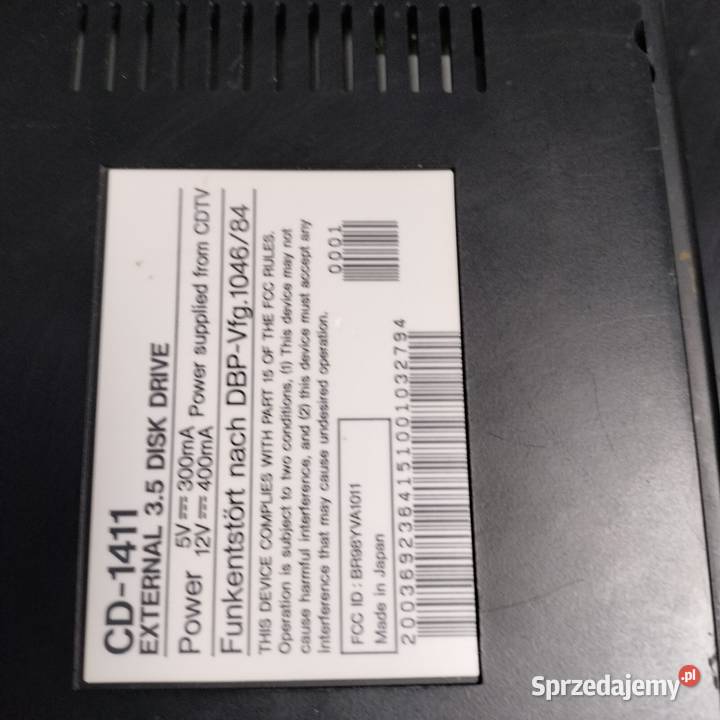 CD-1411
EXTERNAL 3.5 DISK DRIVE
Power 5V ⎓ 300mA
12V ⎓ 400mA Power supplied from CDTV
Funkentstört nach DBP-Vfg.1046/84
THIS DEVICE COMPLIES WITH PART 15 OF THE FCC RULES.
Operation is subject to two conditions, (1) This device may not
cause harmful interference, and (2) this device must accept any
interference that may cause undesired operation.
0001
FCC ID : BR98YVA1011
Made in Japan
2003692364151001032794
Sprzedajemy.pl